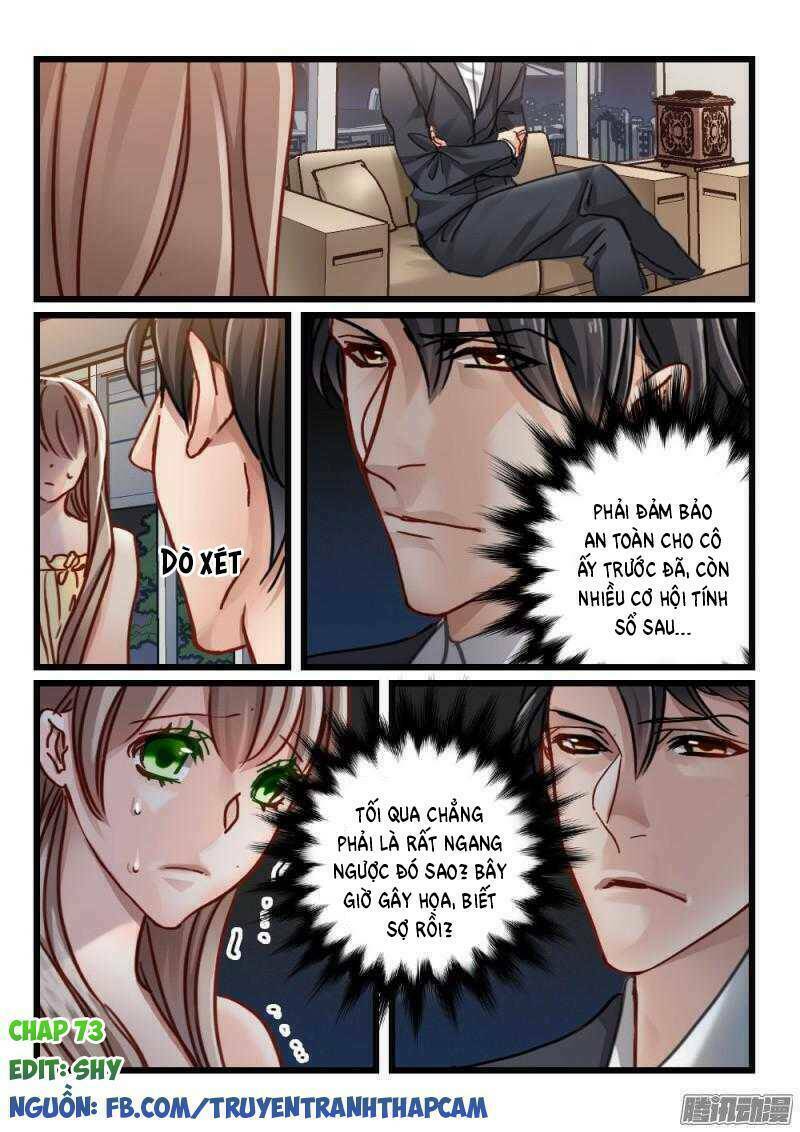 DÒ XÉT
PHẢI ĐẢM BẢO
AN TOÀN CHO CÔ
ẤY TRƯỚC ĐÃ, CÒN
NHIỀU CƠ HỘI TÍNH
SỔ SAU...
TỐI QUA CHẲNG
PHẢI LÀ RẤT NGANG
NGƯỢC ĐÓ SAO? BÂY
GIỜ GÂY HỌA, BIẾT
SỢ RỒI?
CHAP 73
EDIT: SHY
NGUỒN: FB.COM/TRUYENTRANHTHAPCAM
腾讯动漫